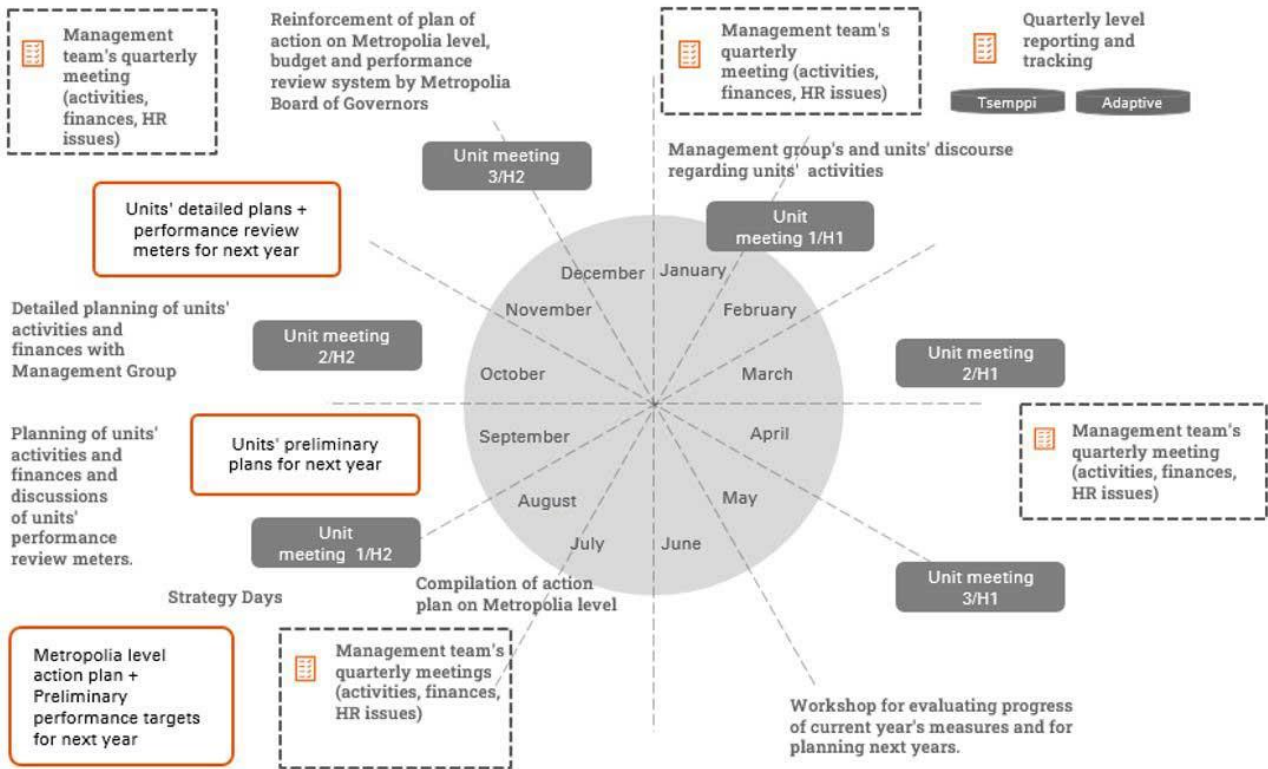 Management
team's quarterly
meeting
(activities,
finances, HR
issues)
Reinforcement of plan of
action on Metropolia level,
budget and performance
review system by Metropolia
Board of Governors
Management team's
quarterly
meeting (activities,
finances, HR issues)
Quarterly level
reporting and
tracking
Tsemppi
Adaptive
Unit meeting
3/H2
Management group's and units' discourse
regarding units' activities
Units' detailed plans +
performance review
meters for next year
Unit
meeting 1/H1
December
January
November
February
Detailed planning of units'
activities and
finances with
Management Group
Unit meeting
2/H2
October
March
Unit meeting
2/H1
Planning of units'
activities and
finances and
discussions
of units'
performance
review meters.
Units' preliminary
plans for next year
September
April
Management team's
quarterly meeting
(activities, finances,
HR issues)
August
May
Unit
meeting 1/H2
July
June
Unit meeting
3/H1
Strategy Days
Compilation of action
plan on Metropolia level
Metropolia level
action plan +
Preliminary
performance targets
for next year
Management team's
quarterly meetings
(activities, finances,
HR issues)
Workshop for evaluating progress
of current year's measures and for
planning next years.